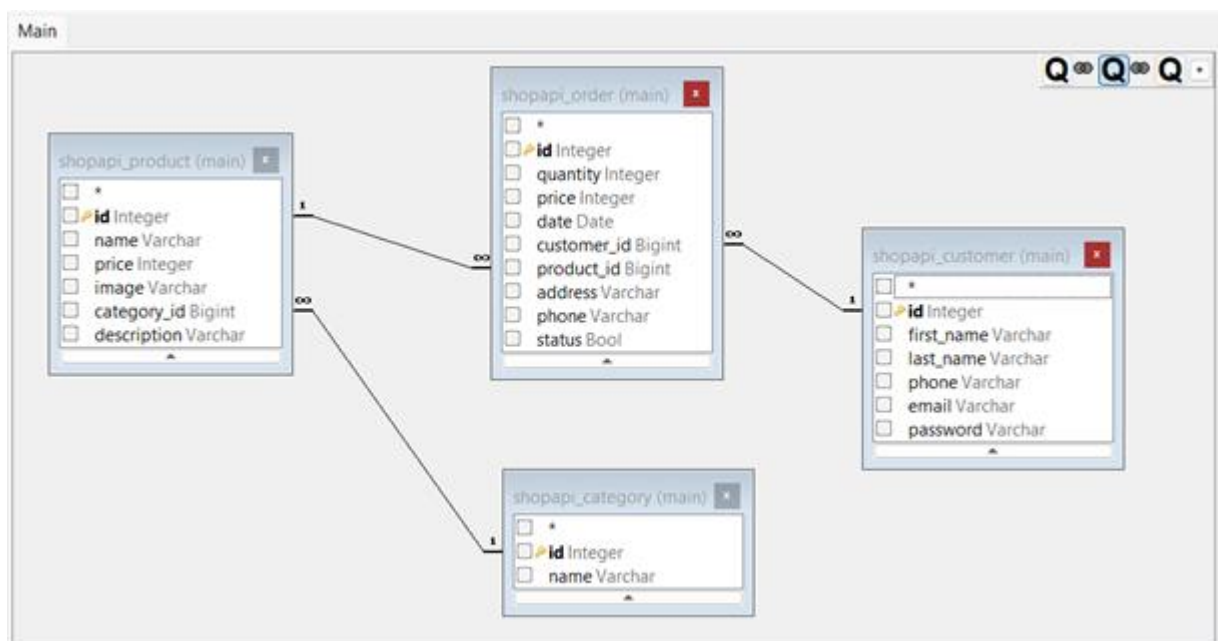 Main
Q Q Q
shopapi_product (main) x
*
id Integer
name Varchar
price Integer
image Varchar
category_id Bigint
description Varchar
1
∞
shopapi_order (main) x
*
id Integer
quantity Integer
price Integer
date Date
customer_id Bigint
product_id Bigint
address Varchar
phone Varchar
status Bool
∞
∞
shopapi_customer (main) x
*
id Integer
first_name Varchar
last_name Varchar
phone Varchar
email Varchar
password Varchar
1
shopapi_category (main) x
*
id Integer
name Varchar
1